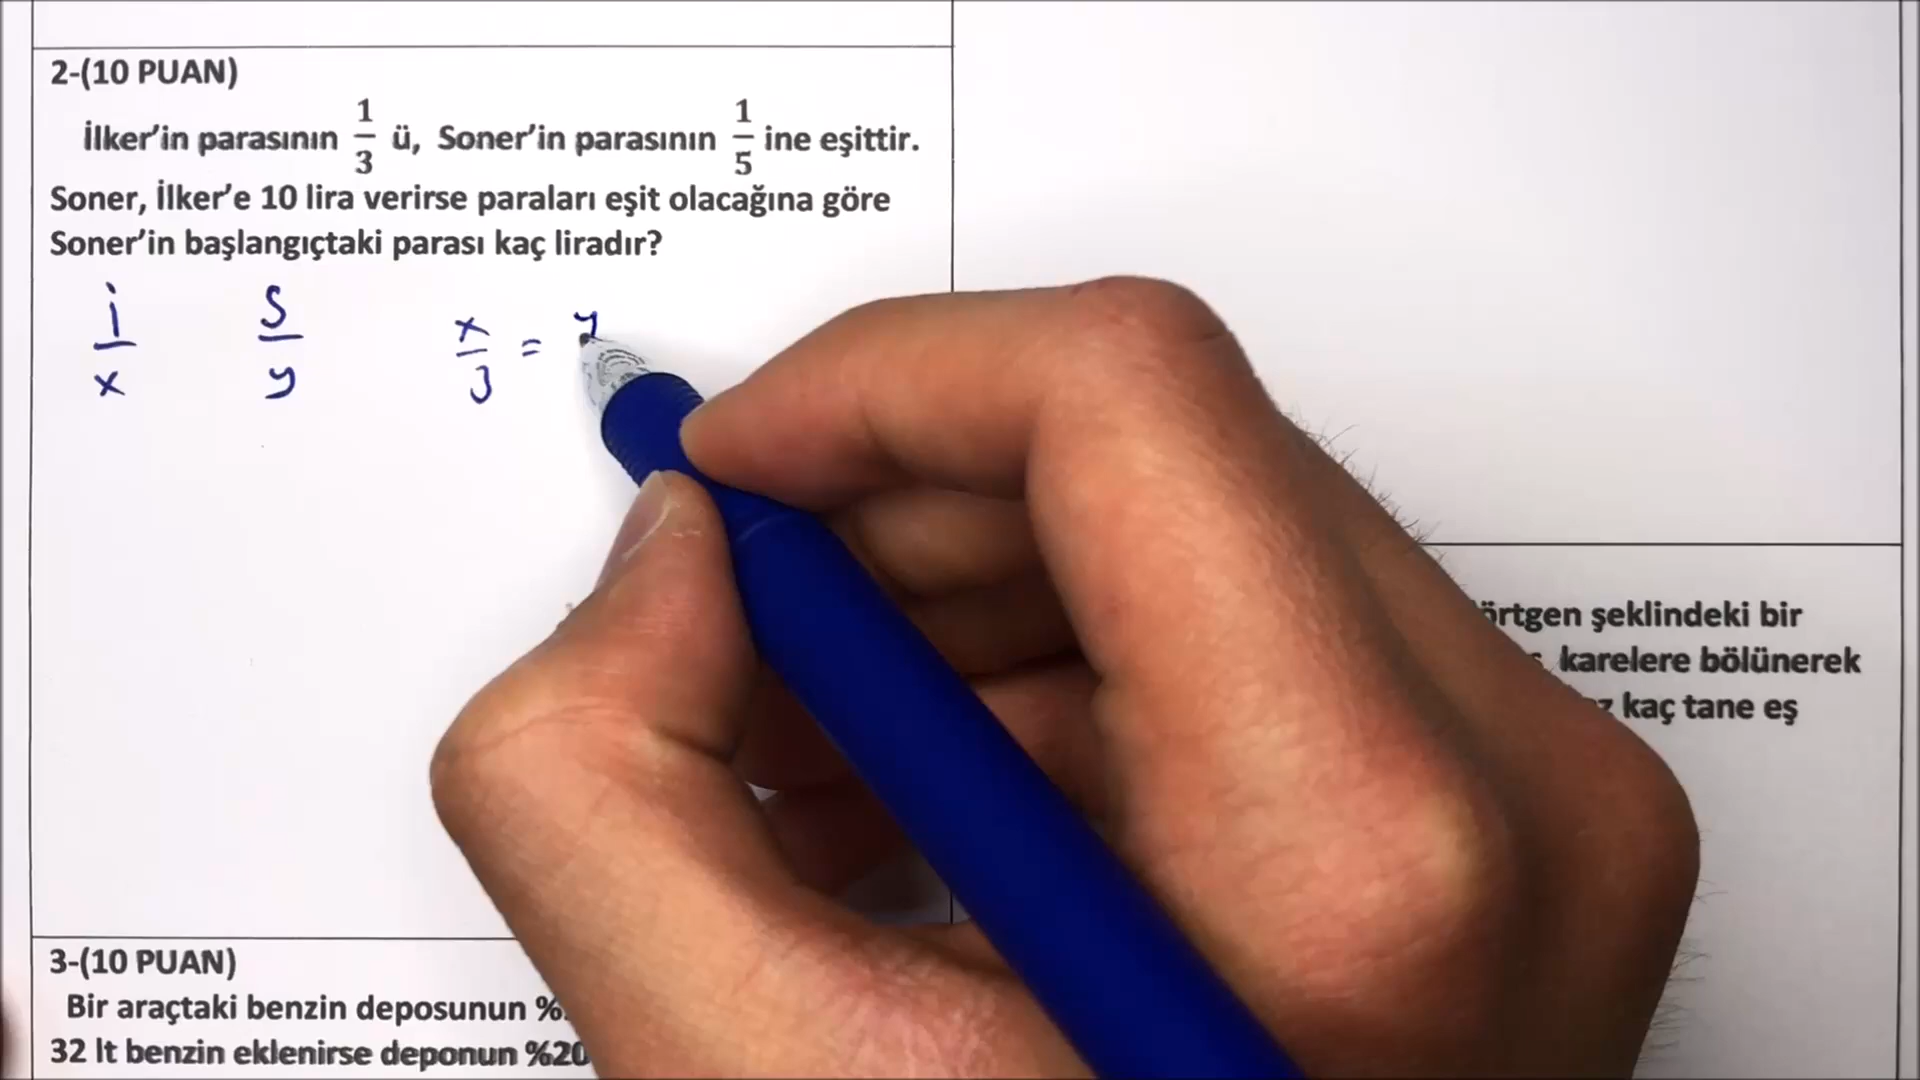 2-(10 PUAN)
İlker'in parasının 1/3 ü, Soner'in parasının 1/5 ine eşittir.
Soner, İlker'e 10 lira verirse paraları eşit olacağına göre
Soner'in başlangıçtaki parası kaç liradır?
i S
x y
x/3 = y
şeklindeki bir
karelere bölünerek
kaç tane eş
3-(10 PUAN)
Bir araçtaki benzin deposunun
32 lt benzin eklenirse deponun %20